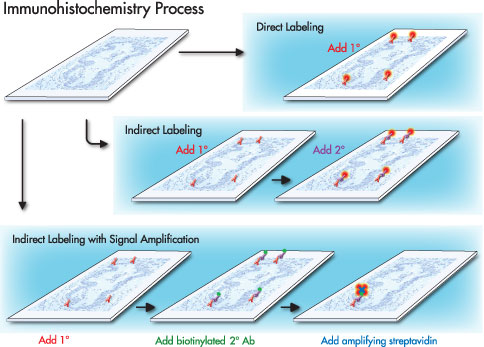 Immunohistochemistry Process
Direct Labeling
Add 1°
Indirect Labeling
Add 1°
Add 2°
Indirect Labeling with Signal Amplification
Add 1°
Add biotinylated 2° Ab
Add amplifying streptavidin